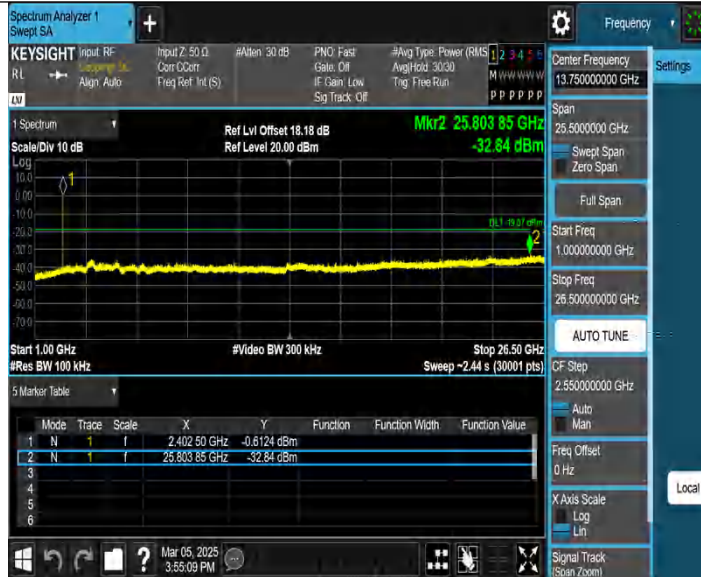 Spectrum Analyzer 1
Swept SA
+
Frequency
KEYSIGHT
RL
Input: RF
Align: Auto
Input Z: 50 Ω
Corr CCorr
Freq Ref: Int (S)
#Atten: 30 dB
PNO: Fast
Gate: Off
IF Gain: Low
Sig Track: Off
#Avg Type: Power (RMS)
Avg|Hold: 30/30
Trig: Free Run
1 2 3 4 5 6
M W W W W W
P P P P P P
LXI
Center Frequency
13.750000000 GHz
Settings
1 Spectrum
Scale/Div 10 dB
Log
Ref Lvl Offset 18.18 dB
Ref Level 20.00 dBm
Mkr2 25.803 85 GHz
-32.84 dBm
Span
25.5000000 GHz
Swept Span
Zero Span
Full Span
10.0
0.00
-10.0
-20.0
-30.0
-40.0
-50.0
-60.0
-70.0
1
DL1 -19.07 dBm
2
Start Freq
1.000000000 GHz
Stop Freq
26.500000000 GHz
AUTO TUNE
Start 1.00 GHz
#Res BW 100 kHz
#Video BW 300 kHz
Stop 26.50 GHz
Sweep ~2.44 s (30001 pts)
CF Step
2.550000000 GHz
Auto
Man
5 Marker Table
Mode Trace Scale X Y Function Function Width Function Value
1 N 1 f 2.402 50 GHz -0.6124 dBm
2 N 1 f 25.803 85 GHz -32.84 dBm
3
4
5
6
Freq Offset
0 Hz
Local
X Axis Scale
Log
Lin
Signal Track
(Span Zoom)
?
Mar 05, 2025
3:55:09 PM